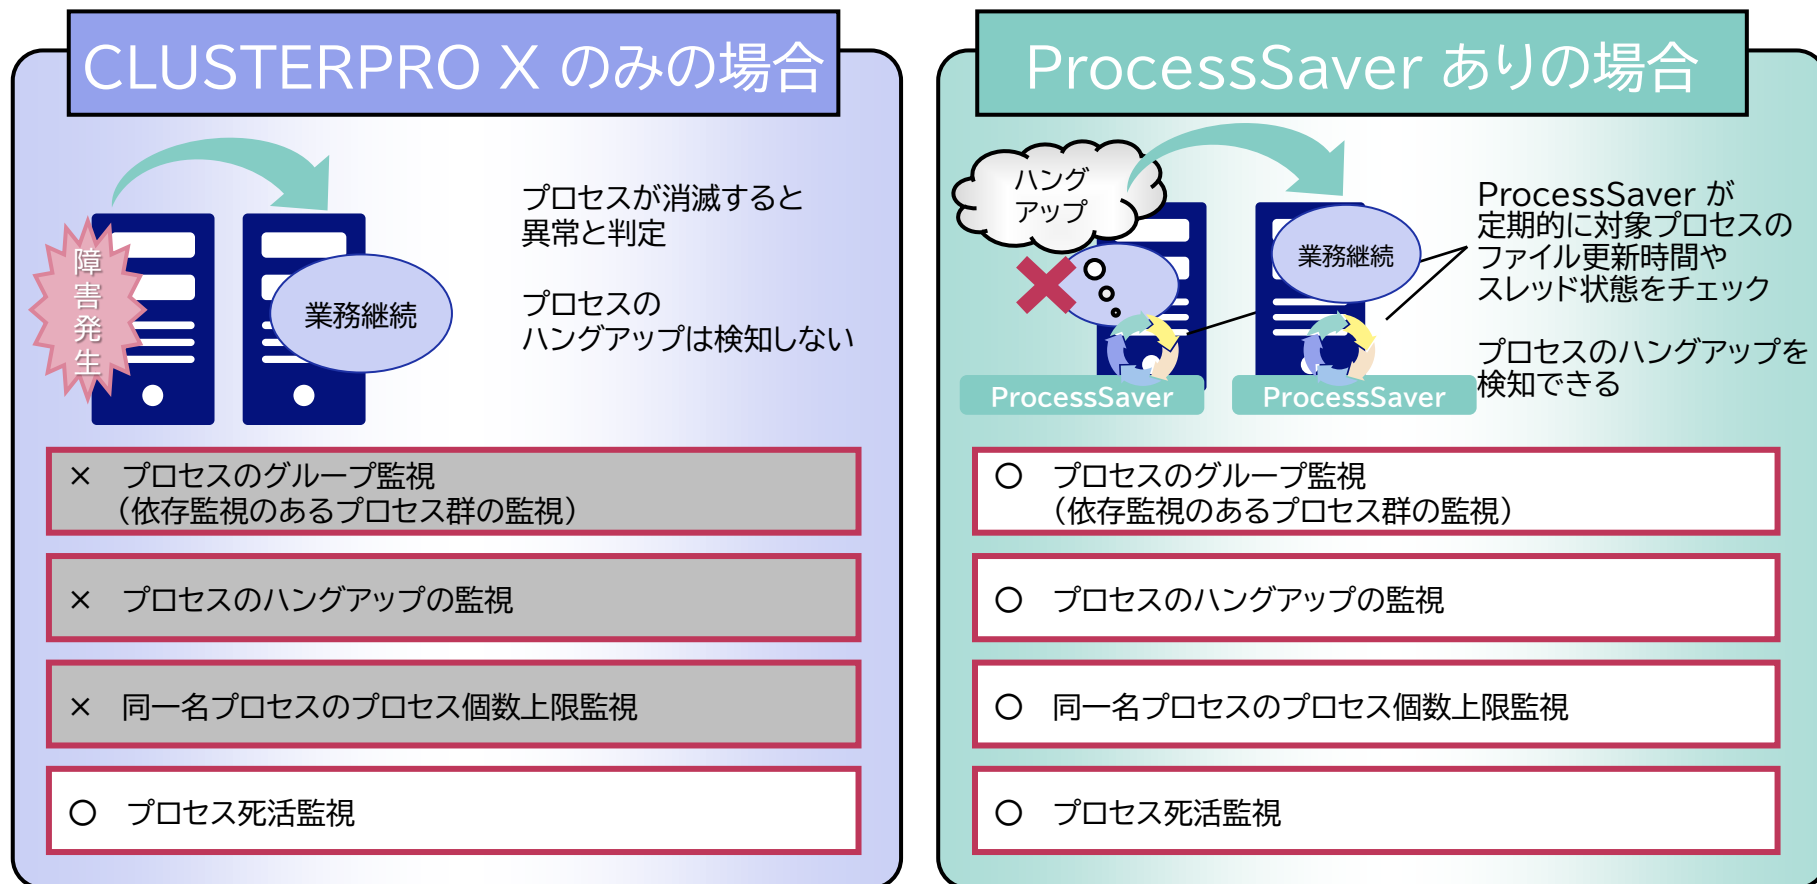 CLUSTERPRO X のみの場合
障害発生
業務継続
プロセスが消滅すると
異常と判定
プロセスの
ハングアップは検知しない
× プロセスのグループ監視
（依存監視のあるプロセス群の監視）
× プロセスのハングアップの監視
× 同一名プロセスのプロセス個数上限監視
○ プロセス死活監視
ProcessSaver ありの場合
ハング
アップ
業務継続
ProcessSaver
ProcessSaver
ProcessSaver が
定期的に対象プロセスの
ファイル更新時間や
スレッド状態をチェック
プロセスのハングアップを
検知できる
○ プロセスのグループ監視
（依存監視のあるプロセス群の監視）
○ プロセスのハングアップの監視
○ 同一名プロセスのプロセス個数上限監視
○ プロセス死活監視